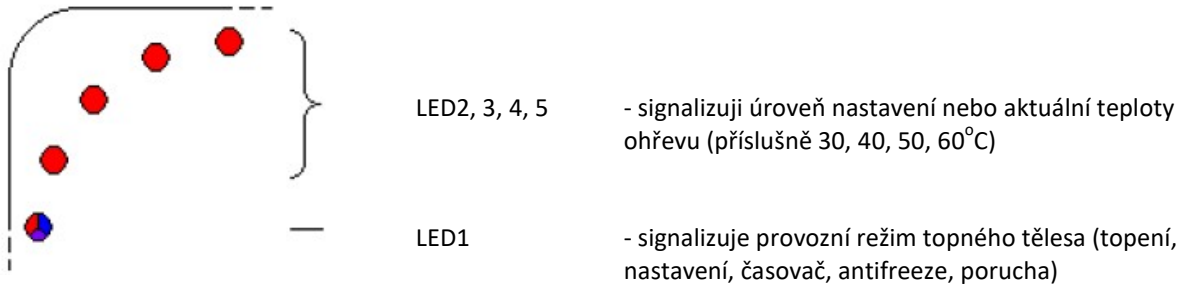 LED2, 3, 4, 5 - signalizuji úroveň nastavení nebo aktuální teploty
ohřevu (příslušně 30, 40, 50, 60°C)
LED1 - signalizuje provozní režim topného tělesa (topení,
nastavení, časovač, antifreeze, porucha)